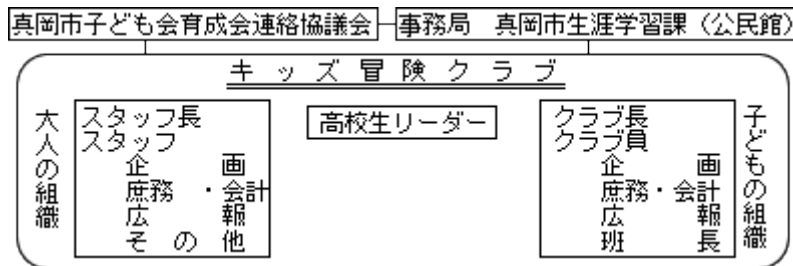 真岡市子ども会育成会連絡協議会
事務局　真岡市生涯学習課（公民館）
キッズ冒険クラブ
大人の組織
スタッフ長
スタッフ
企　画
庶務・会計
広　報
その他
高校生リーダー
クラブ長
クラブ員
企　画
庶務・会計
広　報
班　長
子どもの組織